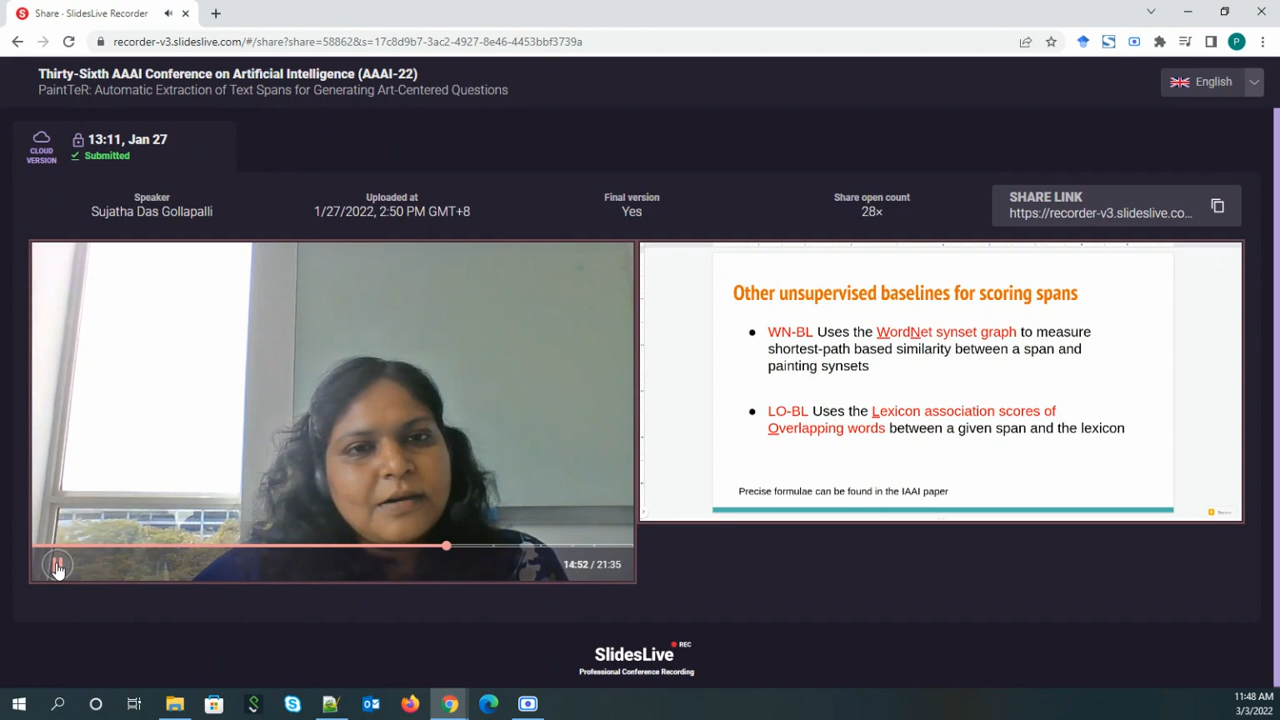 Share - SlidesLive Recorder
recorder-v3.slideslive.com/#/share?share=58862&s=17c8d9b7-3ac2-4927-8e46-4453bbf3739a
P
Thirty-Sixth AAAI Conference on Artificial Intelligence (AAAI-22)
PaintTeR: Automatic Extraction of Text Spans for Generating Art-Centered Questions
English
CLOUD
VERSION
13:11, Jan 27
Submitted
Speaker
Sujatha Das Gollapalli
Uploaded at
1/27/2022, 2:50 PM GMT+8
Final version
Yes
Share open count
28×
SHARE LINK
https://recorder-v3.slideslive.co...
Other unsupervised baselines for scoring spans
● WN-BL Uses the WordNet synset graph to measure
shortest-path based similarity between a span and
painting synsets
● LO-BL Uses the Lexicon association scores of
Overlapping words between a given span and the lexicon
Precise formulae can be found in the IAAI paper
14:52 / 21:35
SlidesLive REC
Professional Conference Recording
11:48 AM
3/3/2022